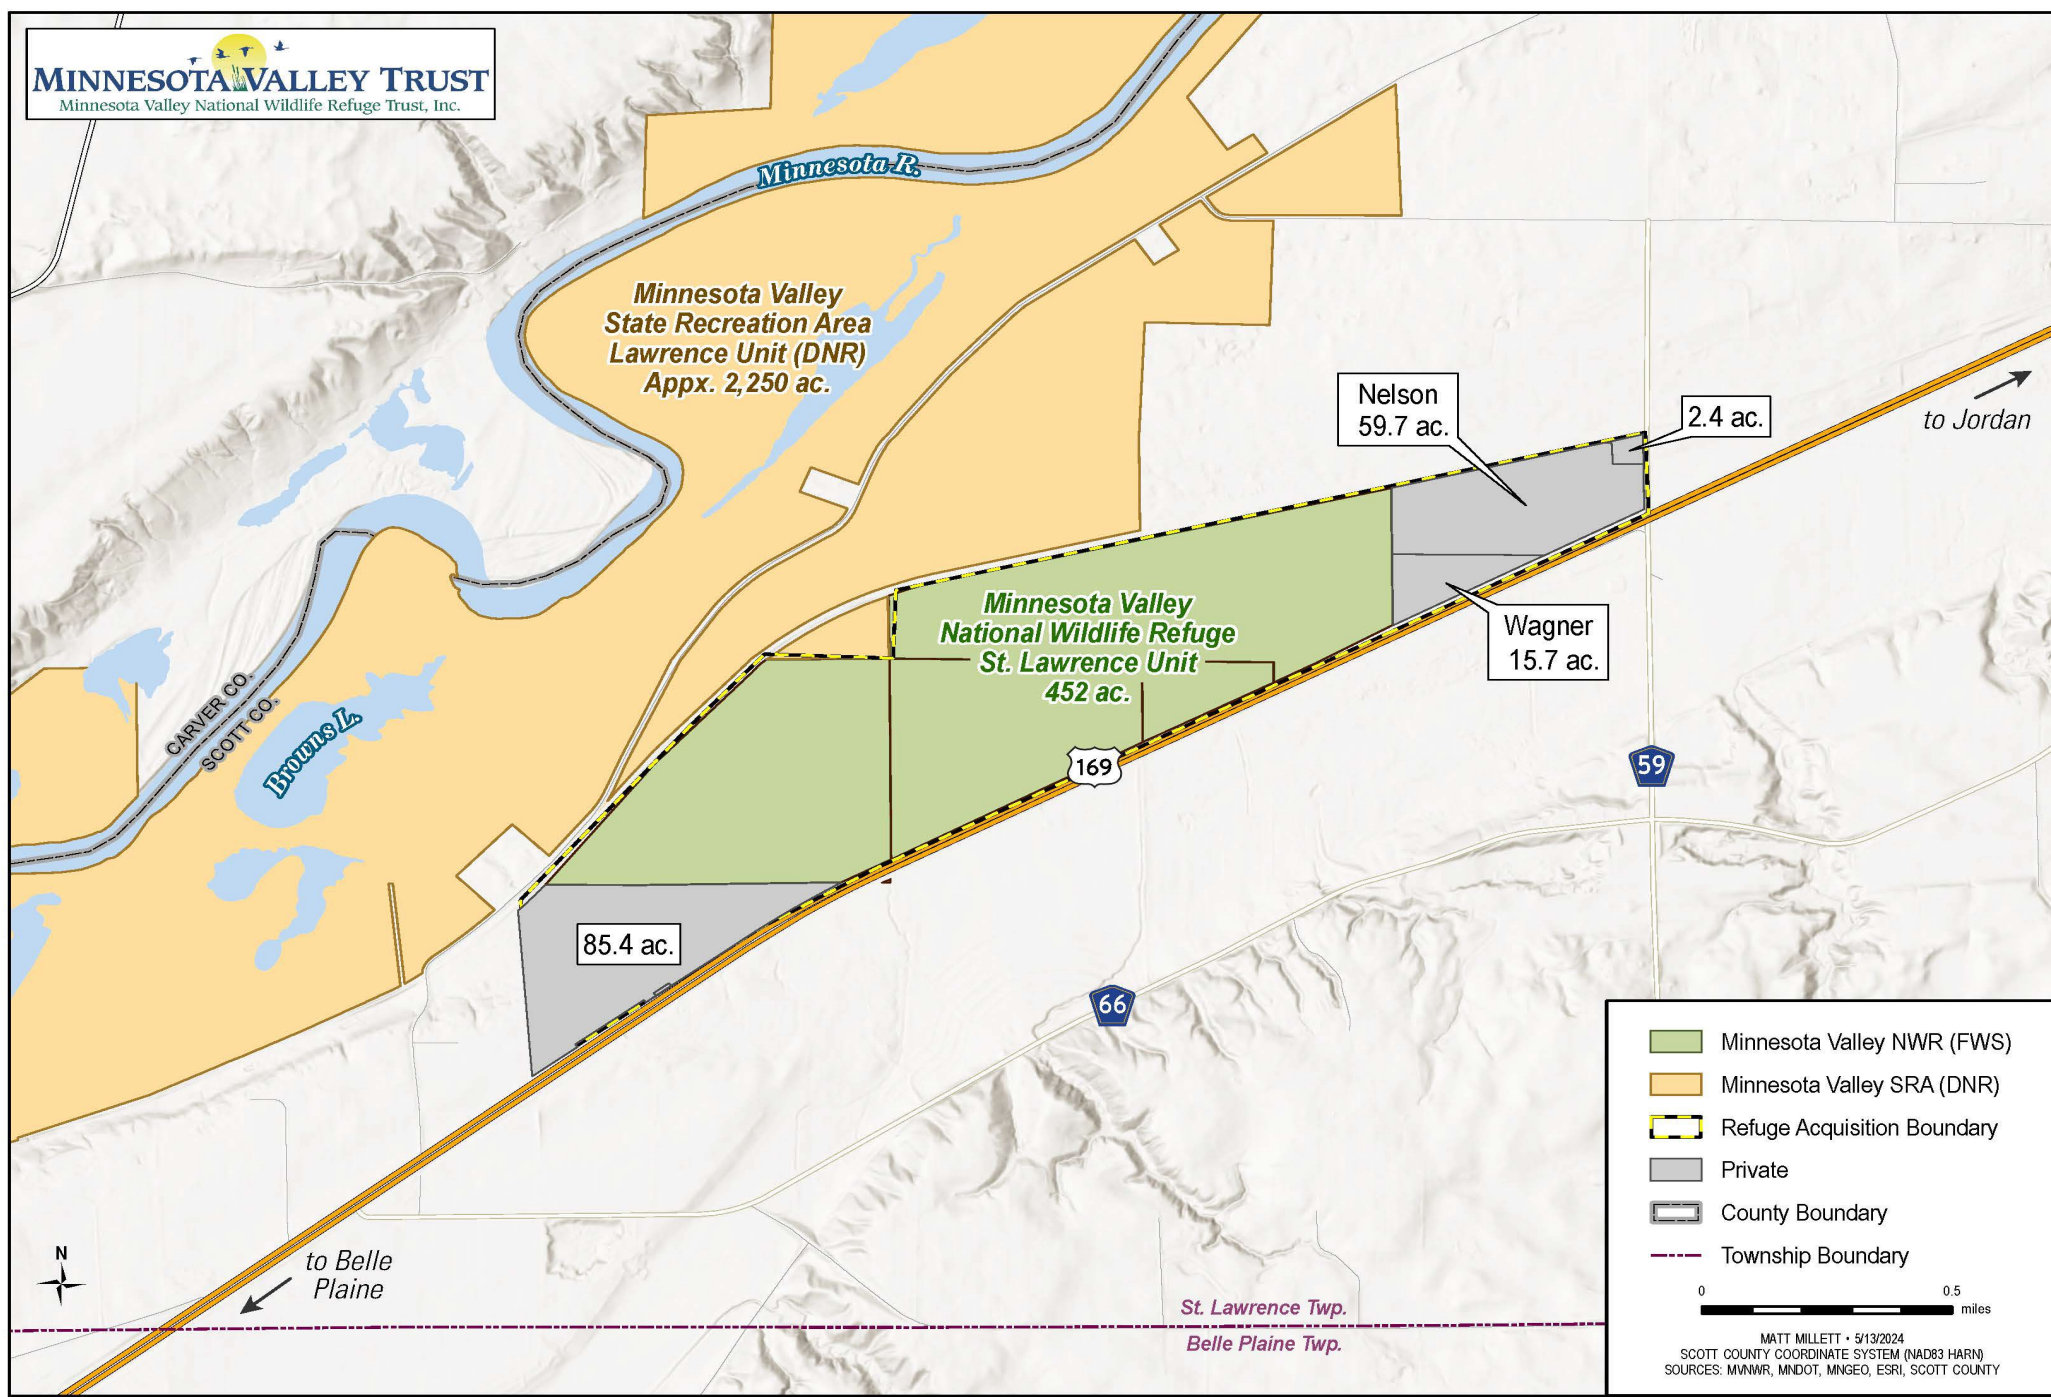 MINNESOTA VALLEY TRUST
Minnesota Valley National Wildlife Refuge Trust, Inc.
Minnesota R.
Minnesota Valley
State Recreation Area
Lawrence Unit (DNR)
Appx. 2,250 ac.
Nelson
59.7 ac.
2.4 ac.
to Jordan
Minnesota Valley
National Wildlife Refuge
St. Lawrence Unit
452 ac.
Wagner
15.7 ac.
CARVER CO.
SCOTT CO.
Browns L.
169
59
85.4 ac.
66
to Belle
Plaine
N
St. Lawrence Twp.
Belle Plaine Twp.
Minnesota Valley NWR (FWS)
Minnesota Valley SRA (DNR)
Refuge Acquisition Boundary
Private
County Boundary
Township Boundary
0 0.5
miles
MATT MILLETT • 5/13/2024
SCOTT COUNTY COORDINATE SYSTEM (NAD83 HARN)
SOURCES: MVNWR, MNDOT, MNGEO, ESRI, SCOTT COUNTY